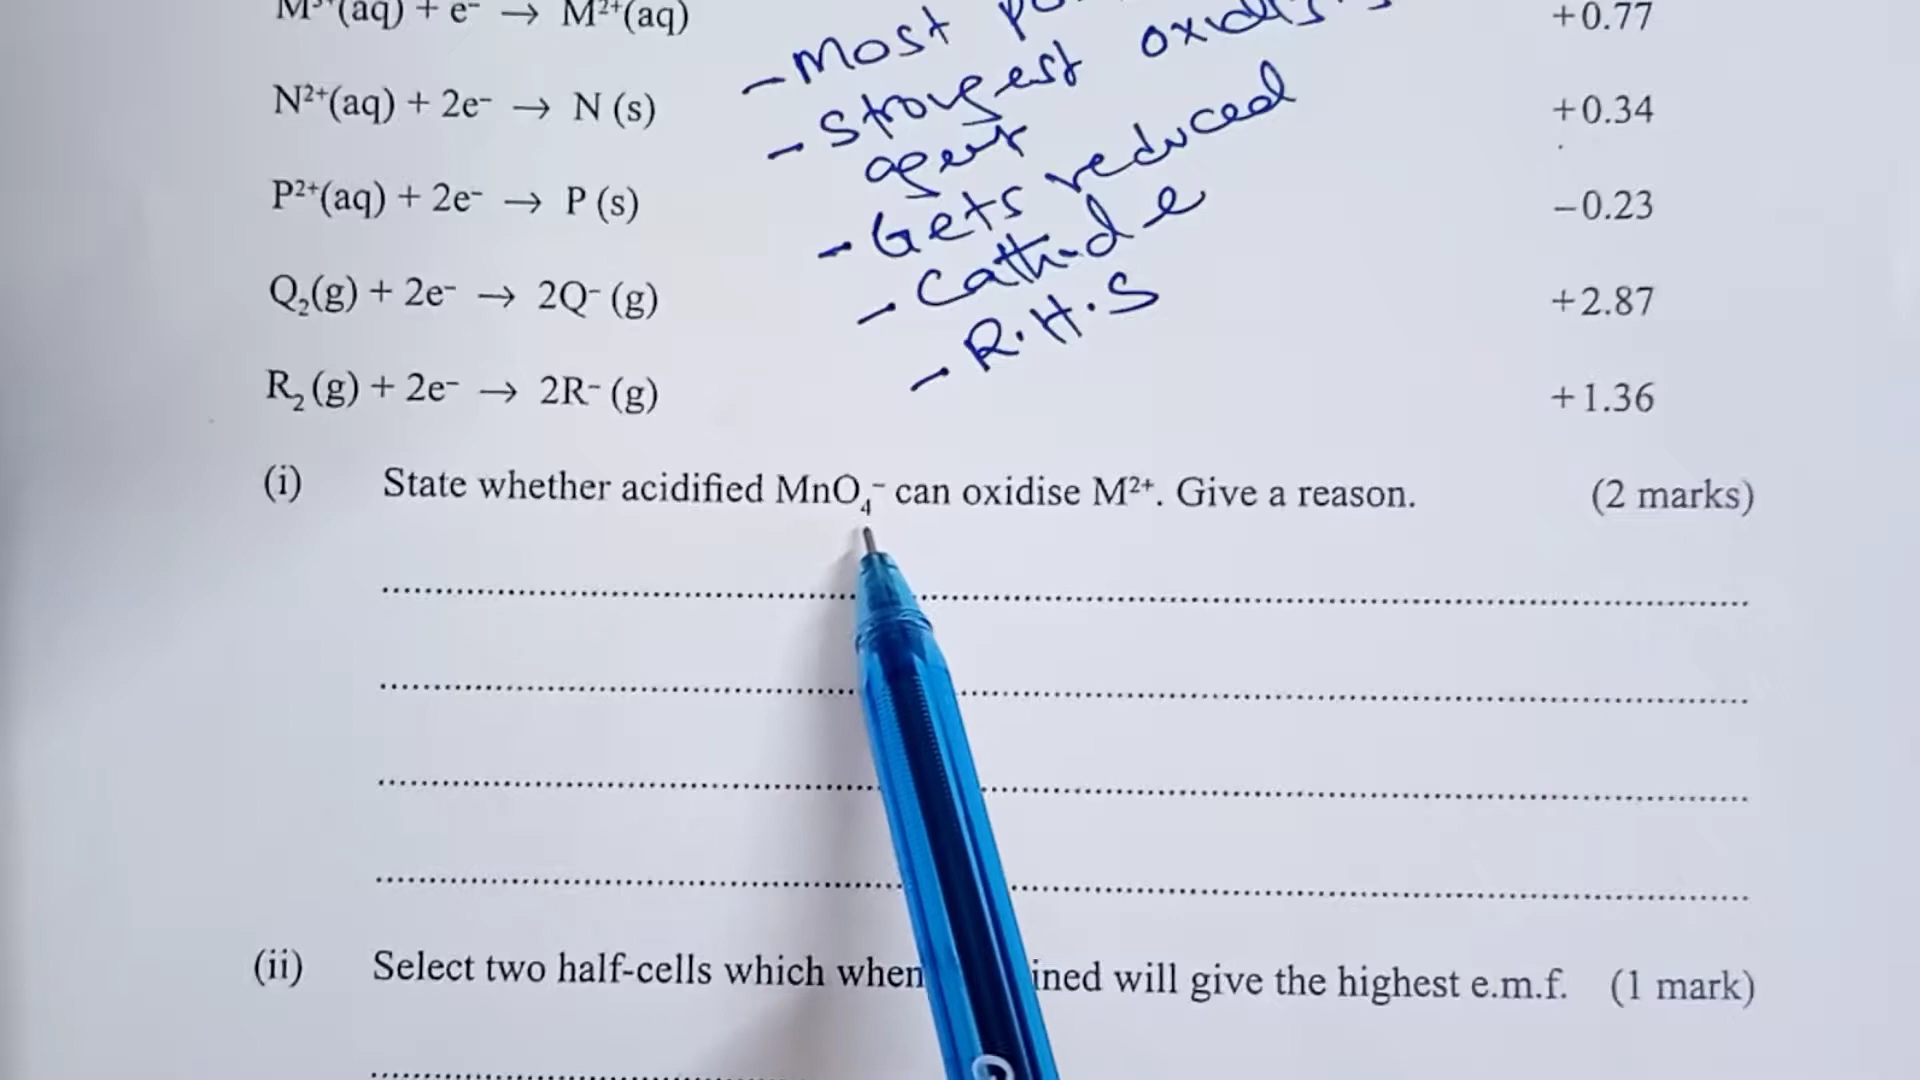 M³⁺(aq) + e⁻ → M²⁺(aq) +0.77
- Most
- Strongest oxidis
agent
N²⁺(aq) + 2e⁻ → N (s) +0.34
- Gets reduced
P²⁺(aq) + 2e⁻ → P (s) −0.23
- Cathode
Q₂(g) + 2e⁻ → 2Q⁻ (g) +2.87
- R.H.S
R₂ (g) + 2e⁻ → 2R⁻ (g) +1.36
(i) State whether acidified MnO₄⁻ can oxidise M²⁺. Give a reason. (2 marks)
(ii) Select two half-cells which when ined will give the highest e.m.f. (1 mark)